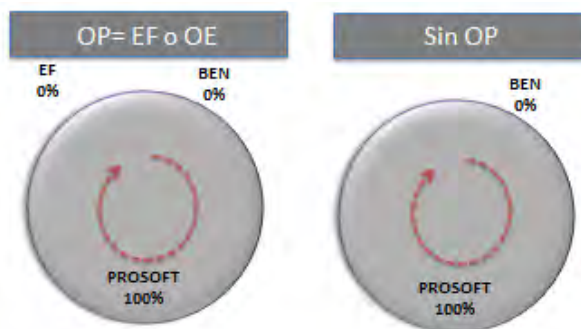 OP= EF o OE
EF
0%
BEN
0%
PROSOFT
100%
Sin OP
BEN
0%
PROSOFT
100%